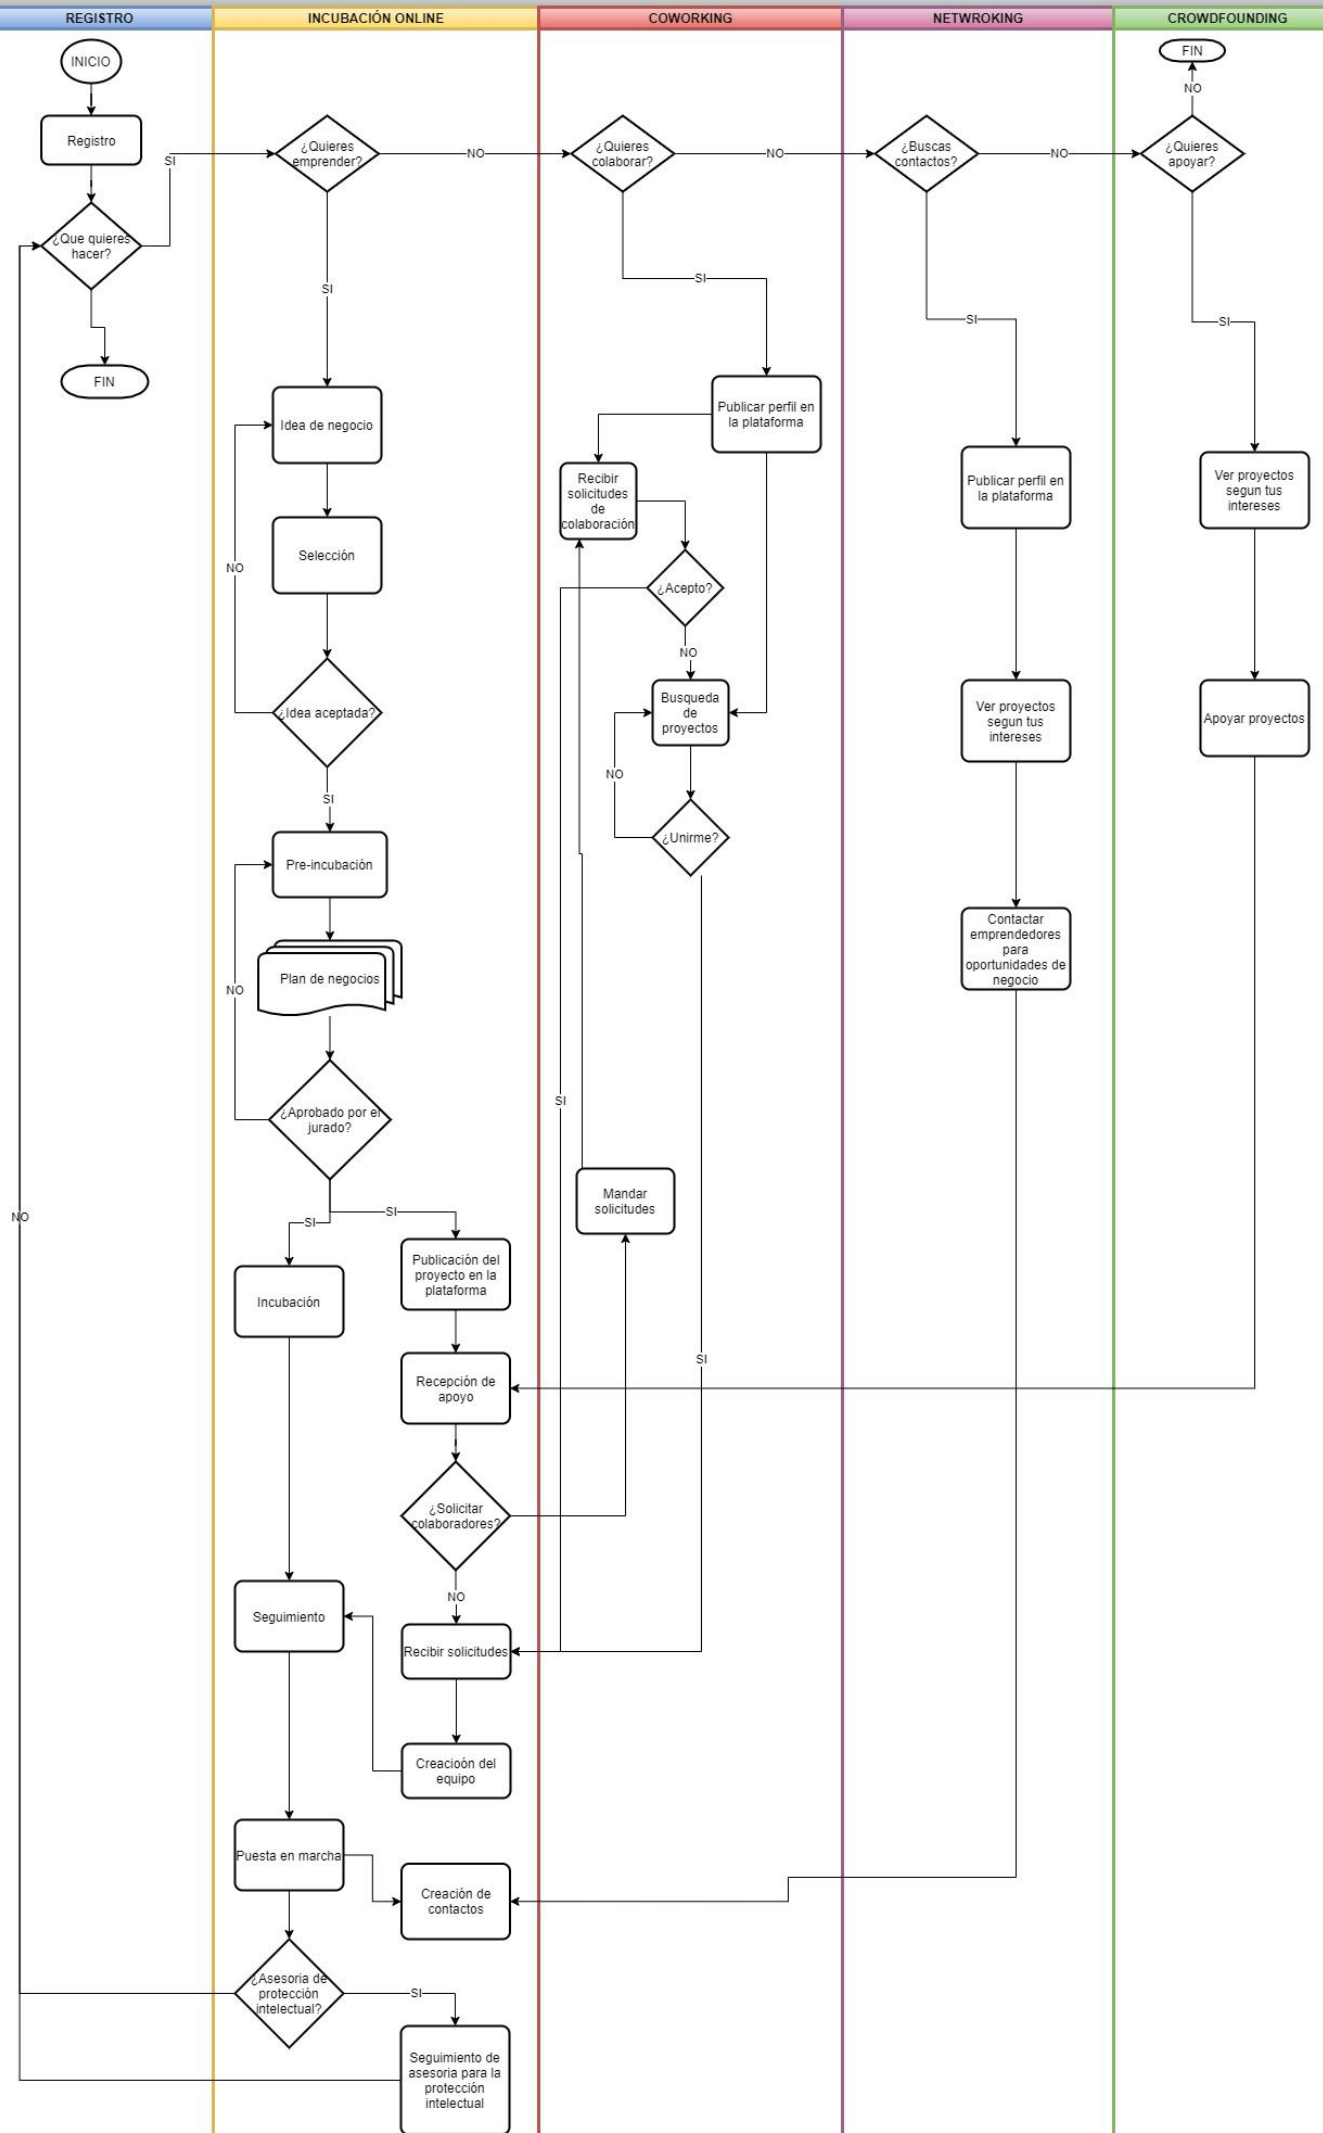 REGISTRO
INCUBACIÓN ONLINE
COWORKING
NETWROKING
CROWDFOUNDING
INICIO
Registro
¿Que quieres
hacer?
SI
FIN
NO
¿Quieres
emprender?
NO
SI
Idea de negocio
Selección
NO
¿Idea aceptada?
SI
Pre-incubación
Plan de negocios
NO
¿Aprobado por el
jurado?
SI
SI
Incubación
Publicación del
proyecto en la
plataforma
Recepción de
apoyo
¿Solicitar
colaboradores?
NO
Seguimiento
Recibir solicitudes
Creacioón del
equipo
Puesta en marcha
Creación de
contactos
¿Asesoria de
protección
intelectual?
SI
Seguimiento de
asesoria para la
protección
intelectual
¿Quieres
colaborar?
NO
SI
Publicar perfil en
la plataforma
Recibir
solicitudes
de
colaboración
¿Acepto?
NO
Busqueda
de
proyectos
NO
¿Unirme?
SI
Mandar
solicitudes
SI
¿Buscas
contactos?
NO
SI
Publicar perfil en
la plataforma
Ver proyectos
segun tus
intereses
Contactar
emprendedores
para
oportunidades de
negocio
FIN
NO
¿Quieres
apoyar?
SI
Ver proyectos
segun tus
intereses
Apoyar proyectos